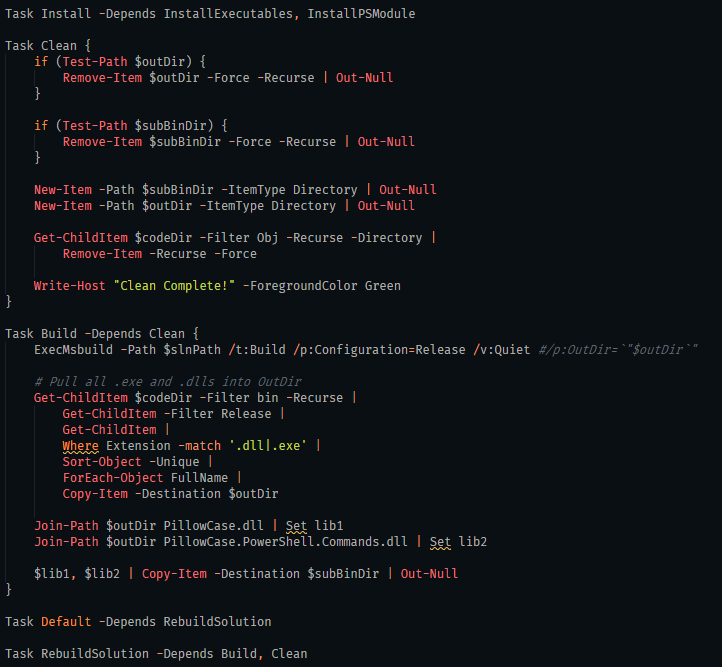 Task Install -Depends InstallExecutables, InstallPSModule

Task Clean {
    if (Test-Path $outDir) {
        Remove-Item $outDir -Force -Recurse | Out-Null
    }

    if (Test-Path $subBinDir) {
        Remove-Item $subBinDir -Force -Recurse | Out-Null
    }

    New-Item -Path $subBinDir -ItemType Directory | Out-Null
    New-Item -Path $outDir -ItemType Directory | Out-Null

    Get-ChildItem $codeDir -Filter Obj -Recurse -Directory |
        Remove-Item -Recurse -Force

    Write-Host "Clean Complete!" -ForegroundColor Green
}

Task Build -Depends Clean {
    ExecMsbuild -Path $slnPath /t:Build /p:Configuration=Release /v:Quiet #/p:OutDir=`"$outDir`"

    # Pull all .exe and .dlls into OutDir
    Get-ChildItem $codeDir -Filter bin -Recurse |
        Get-ChildItem -Filter Release |
        Get-ChildItem |
        Where Extension -match '.dll|.exe' |
        Sort-Object -Unique |
        ForEach-Object FullName |
        Copy-Item -Destination $outDir

    Join-Path $outDir PillowCase.dll | Set lib1
    Join-Path $outDir PillowCase.PowerShell.Commands.dll | Set lib2

    $lib1, $lib2 | Copy-Item -Destination $subBinDir | Out-Null
}

Task Default -Depends RebuildSolution

Task RebuildSolution -Depends Build, Clean